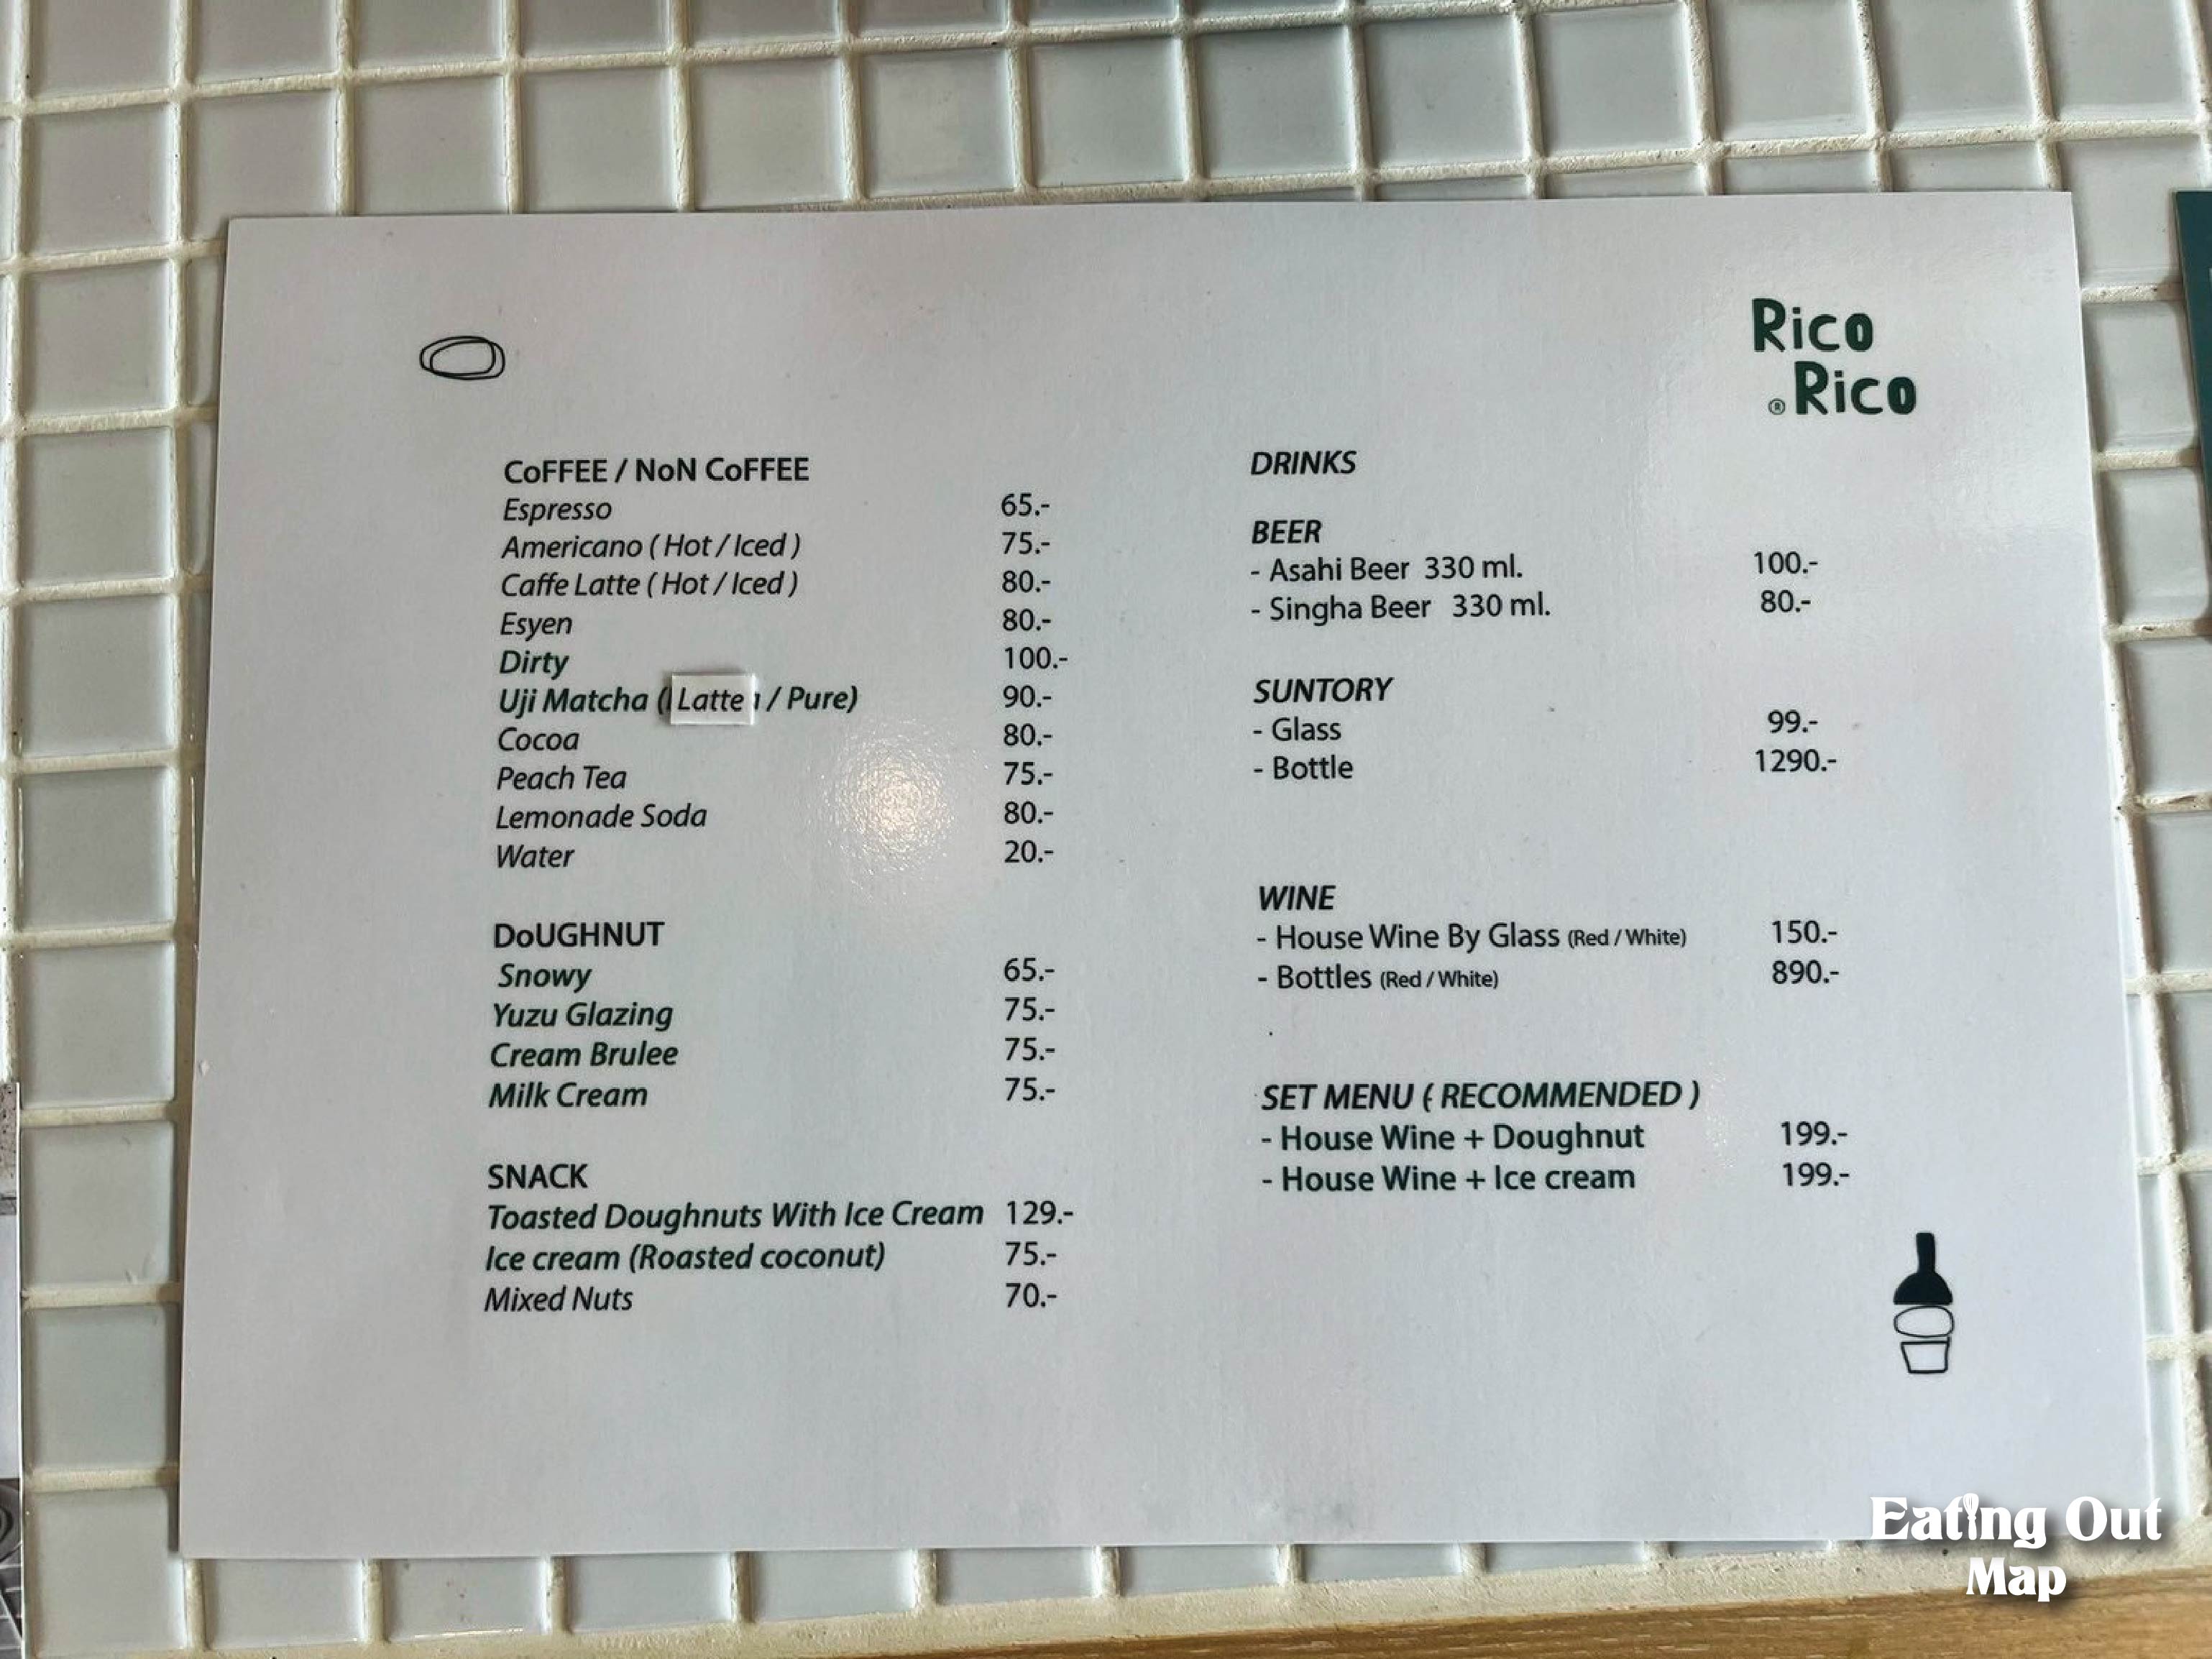 Rico
Rico
®
CoFFEE / NoN CoFFEE
Espresso 65.-
Americano ( Hot / Iced ) 75.-
Caffe Latte ( Hot / Iced ) 80.-
Esyen 80.-
Dirty 100.-
Uji Matcha ( Latte / Pure) 90.-
Cocoa 80.-
Peach Tea 75.-
Lemonade Soda 80.-
Water 20.-
DoUGHNUT
Snowy 65.-
Yuzu Glazing 75.-
Cream Brulee 75.-
Milk Cream 75.-
SNACK
Toasted Doughnuts With Ice Cream 129.-
Ice cream (Roasted coconut) 75.-
Mixed Nuts 70.-
DRINKS
BEER
- Asahi Beer 330 ml. 100.-
- Singha Beer 330 ml. 80.-
SUNTORY
- Glass 99.-
- Bottle 1290.-
WINE
- House Wine By Glass (Red / White) 150.-
- Bottles (Red / White) 890.-
SET MENU ( RECOMMENDED )
- House Wine + Doughnut 199.-
- House Wine + Ice cream 199.-
Eating Out
Map